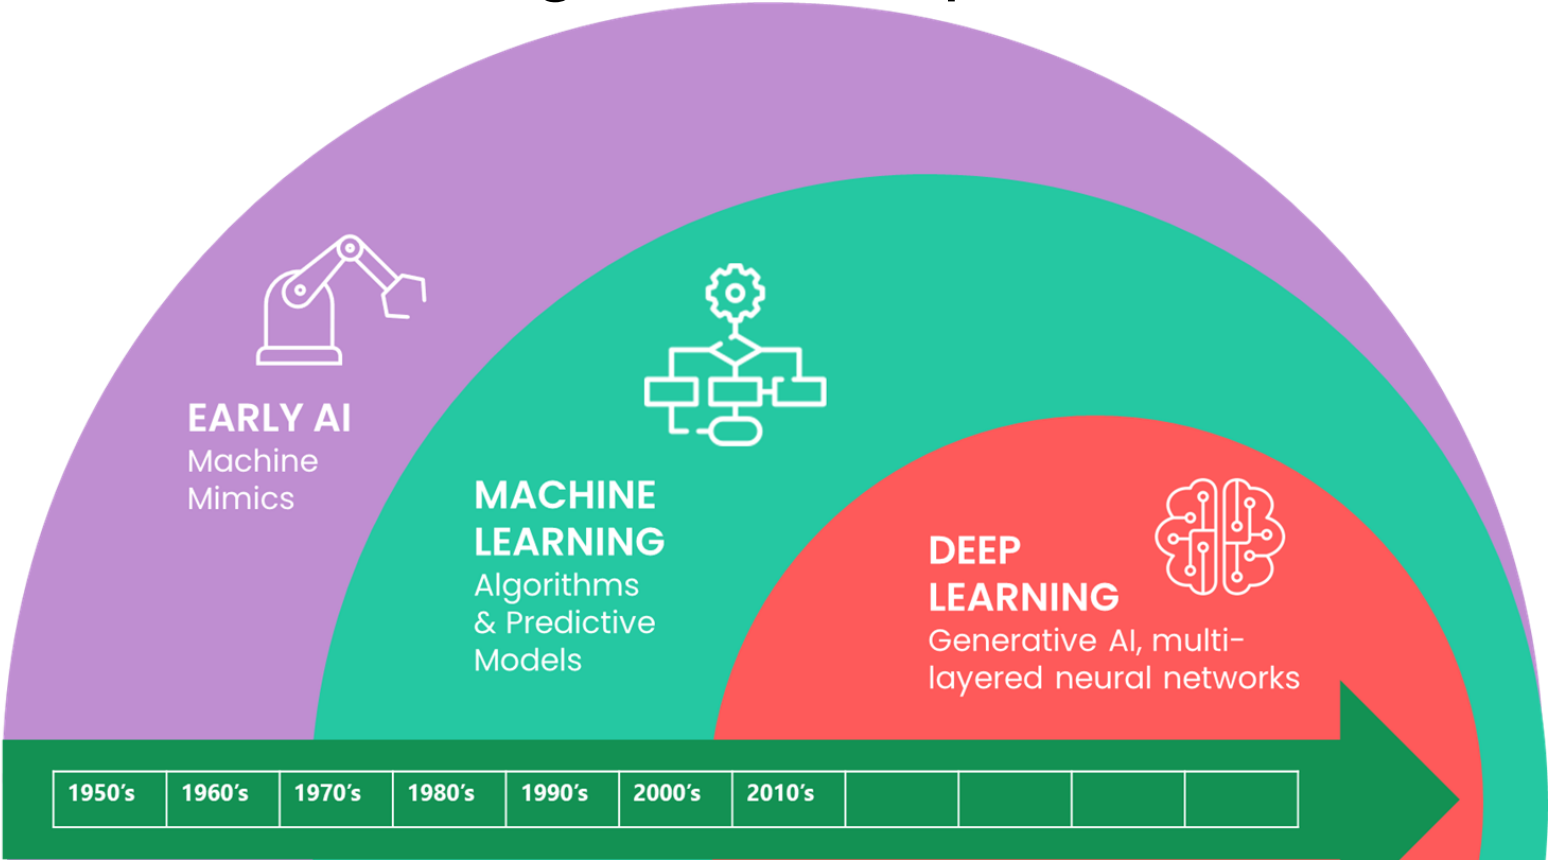 EARLY AI
Machine
Mimics
MACHINE
LEARNING
Algorithms
& Predictive
Models
DEEP
LEARNING
Generative AI, multi-
layered neural networks
1950's 1960's 1970's 1980's 1990's 2000's 2010's